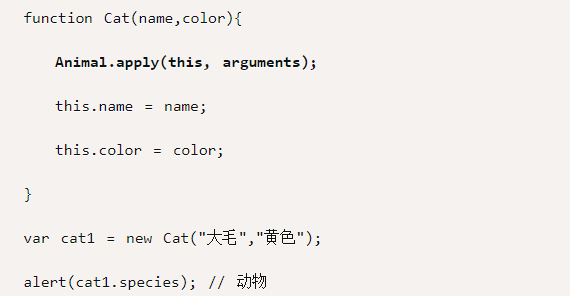 function Cat(name,color){
Animal.apply(this, arguments);
this.name = name;
this.color = color;
}
var cat1 = new Cat("大毛","黄色");
alert(cat1.species); // 动物